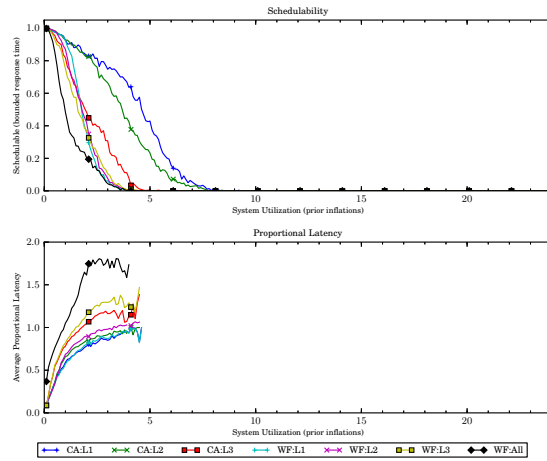 Schedulability
1.0
0.8
0.6
0.4
0.2
0.0
Schedulable (bounded response time)
0 5 10 15 20
System Utilization (prior inflations)
Proportional Latency
2.0
1.5
1.0
0.5
0.0
Average Proportional Latency
0 5 10 15 20
System Utilization (prior inflations)
CA:L1 CA:L2 CA:L3 WF:L1 WF:L2 WF:L3 WF:All